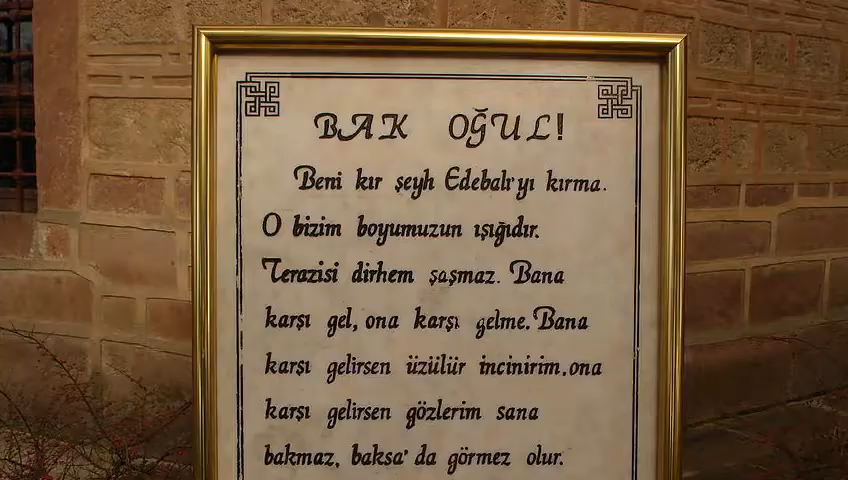 BAK OĞUL!
Beni kır şeyh Edebalı'yı kırma.
O bizim boyumuzun ışığıdır.
Terazisi dirhem şaşmaz. Bana
karşı gel, ona karşı gelme. Bana
karşı gelirsen üzülür incinirim, ona
karşı gelirsen gözlerim sana
bakmaz, baksa' da görmez olur.